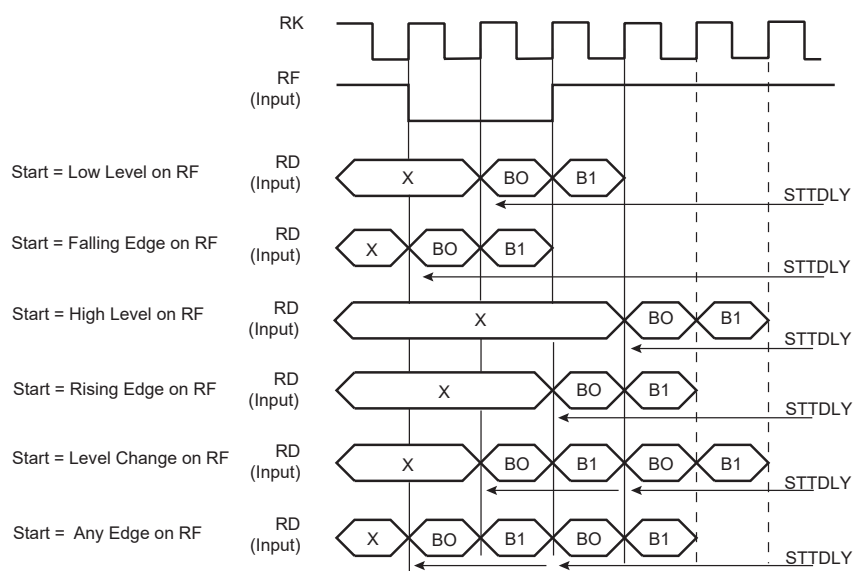 RK
RF
(Input)
Start = Low Level on RF
RD
(Input)
X
BO
B1
STTDLY
Start = Falling Edge on RF
RD
(Input)
X
BO
B1
STTDLY
Start = High Level on RF
RD
(Input)
X
BO
B1
STTDLY
Start = Rising Edge on RF
RD
(Input)
X
BO
B1
STTDLY
Start = Level Change on RF
RD
(Input)
X
BO
B1
BO
B1
STTDLY
Start = Any Edge on RF
RD
(Input)
X
BO
B1
BO
B1
STTDLY